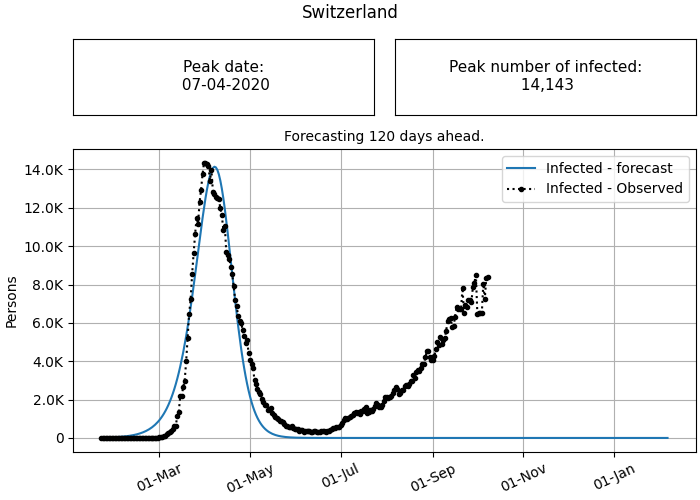 Switzerland
Peak date:
07-04-2020
Peak number of infected:
14,143
Forecasting 120 days ahead.
Infected - forecast
Infected - Observed
14.0K
12.0K
10.0K
8.0K
6.0K
4.0K
2.0K
0
Persons
01-Mar
01-May
01-Jul
01-Sep
01-Nov
01-Jan